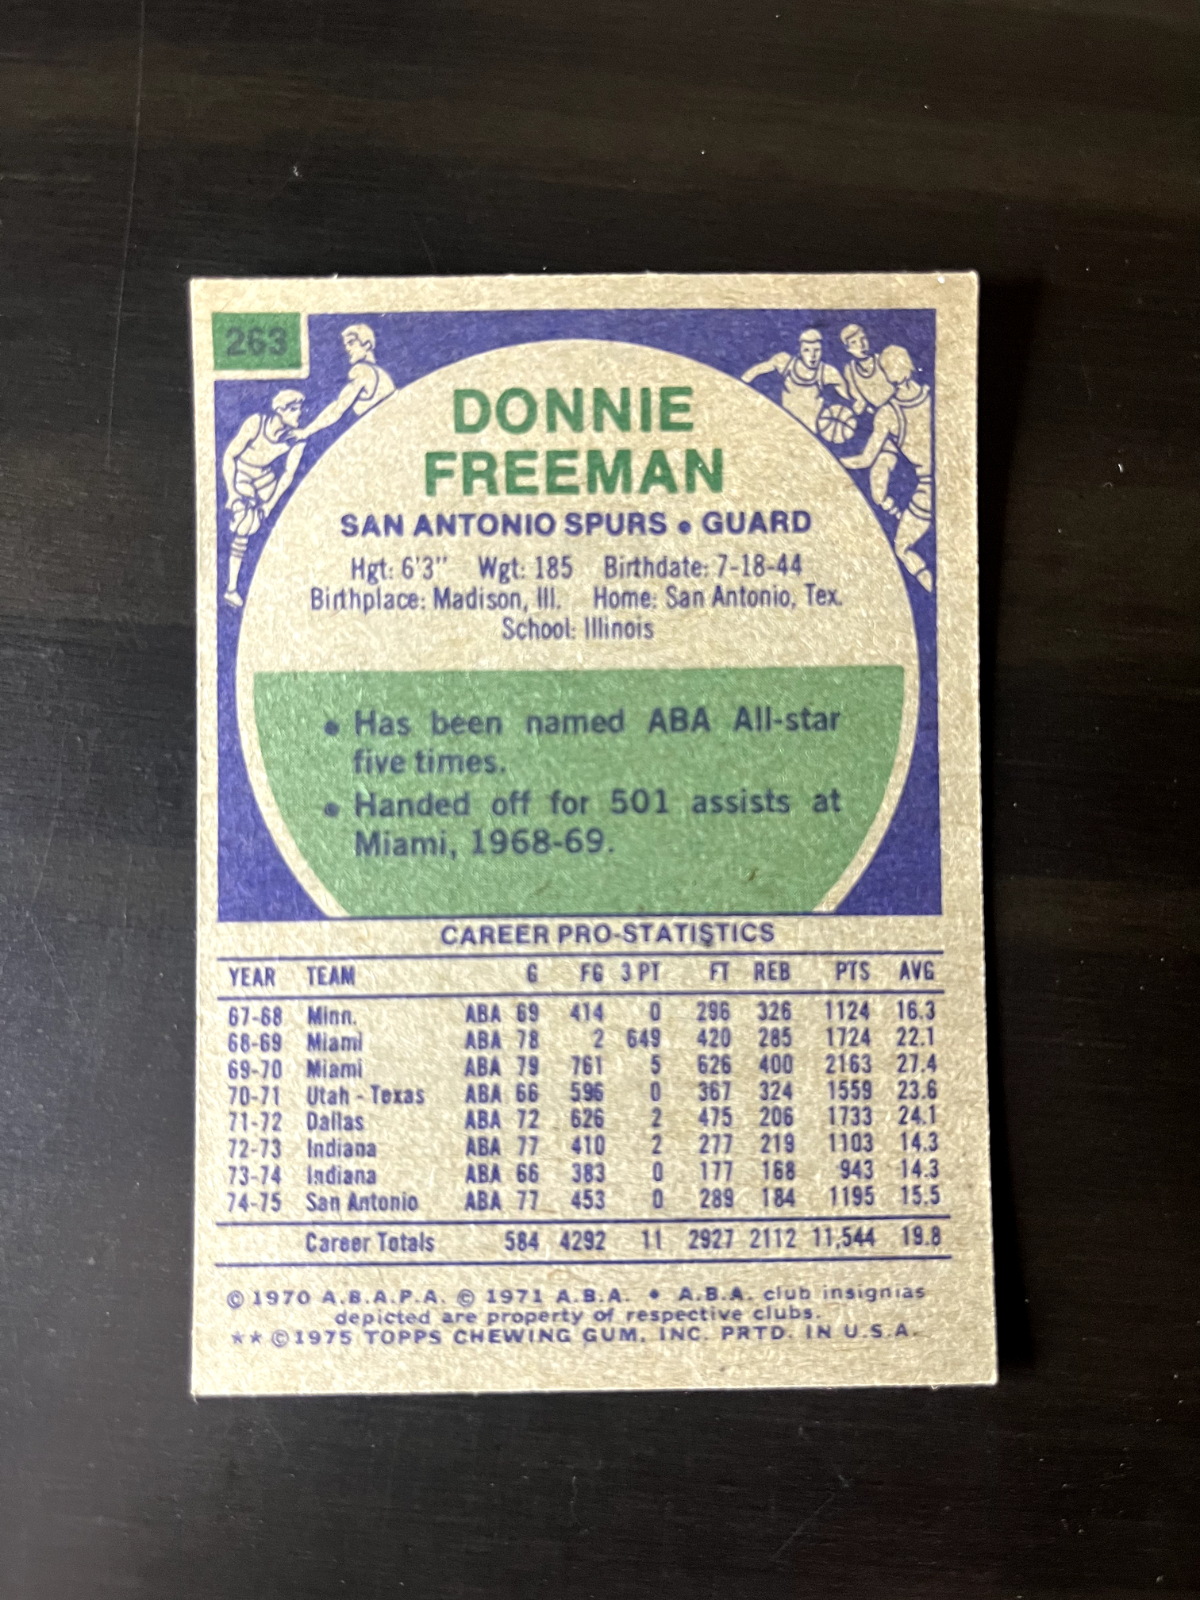 263
DONNIE
FREEMAN
SAN ANTONIO SPURS • GUARD
Hgt: 6'3" Wgt: 185 Birthdate: 7-18-44
Birthplace: Madison, Ill. Home: San Antonio, Tex.
School: Illinois
• Has been named ABA All-star
five times.
• Handed off for 501 assists at
Miami, 1968-69.
CAREER PRO-STATISTICS
YEAR TEAM G FG 3 PT FT REB PTS AVG
67-68 Minn. ABA 69 414 0 296 326 1124 16.3
68-69 Miami ABA 78 2 649 420 285 1724 22.1
69-70 Miami ABA 79 761 5 626 400 2163 27.4
70-71 Utah - Texas ABA 66 596 0 367 324 1559 23.6
71-72 Dallas ABA 72 626 2 475 206 1733 24.1
72-73 Indiana ABA 77 410 2 277 219 1103 14.3
73-74 Indiana ABA 66 383 0 177 168 943 14.3
74-75 San Antonio ABA 77 453 0 289 184 1195 15.5
Career Totals 584 4292 11 2927 2112 11,544 19.8
© 1970 A.B.A.P.A. © 1971 A.B.A. • A.B.A. club insignias
depicted are property of respective clubs.
** © 1975 TOPPS CHEWING GUM, INC. PRTD. IN U.S.A.